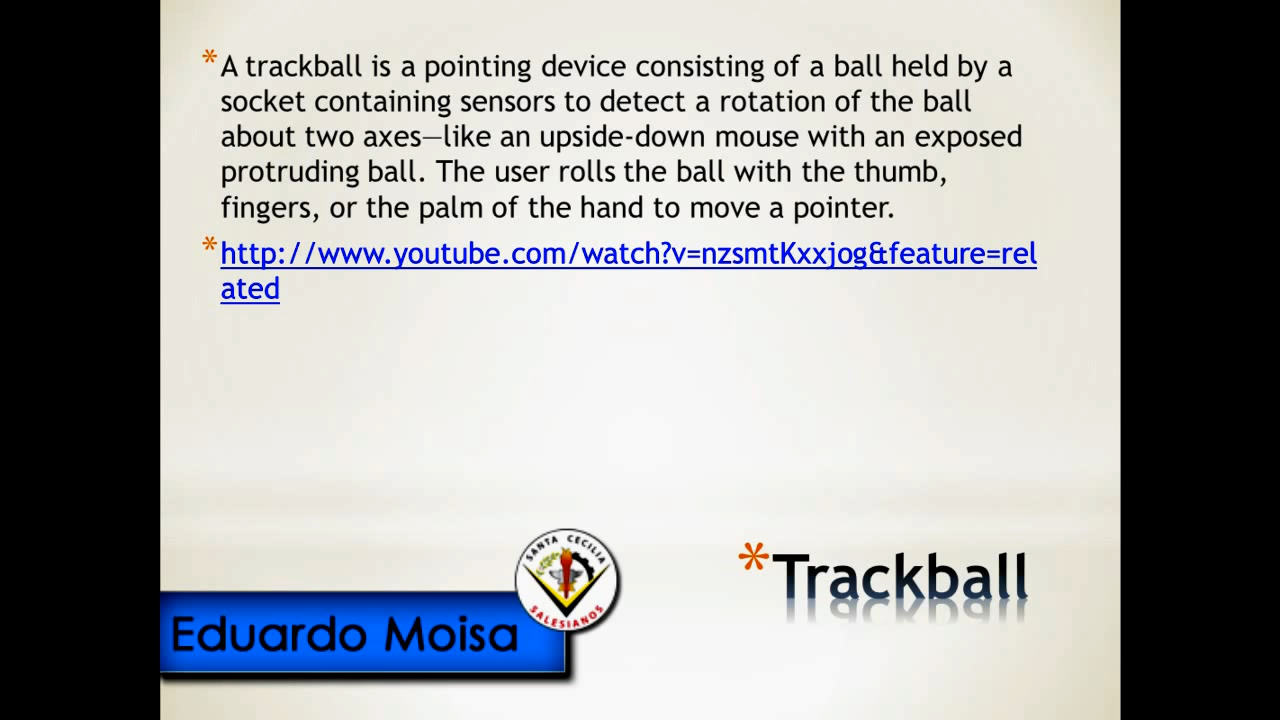 * A trackball is a pointing device consisting of a ball held by a
socket containing sensors to detect a rotation of the ball
about two axes—like an upside-down mouse with an exposed
protruding ball. The user rolls the ball with the thumb,
fingers, or the palm of the hand to move a pointer.
* http://www.youtube.com/watch?v=nzsmtKxxjog&feature=rel
ated
*Trackball
SANTA CECILIA
SALESIANOS
Eduardo Moisa